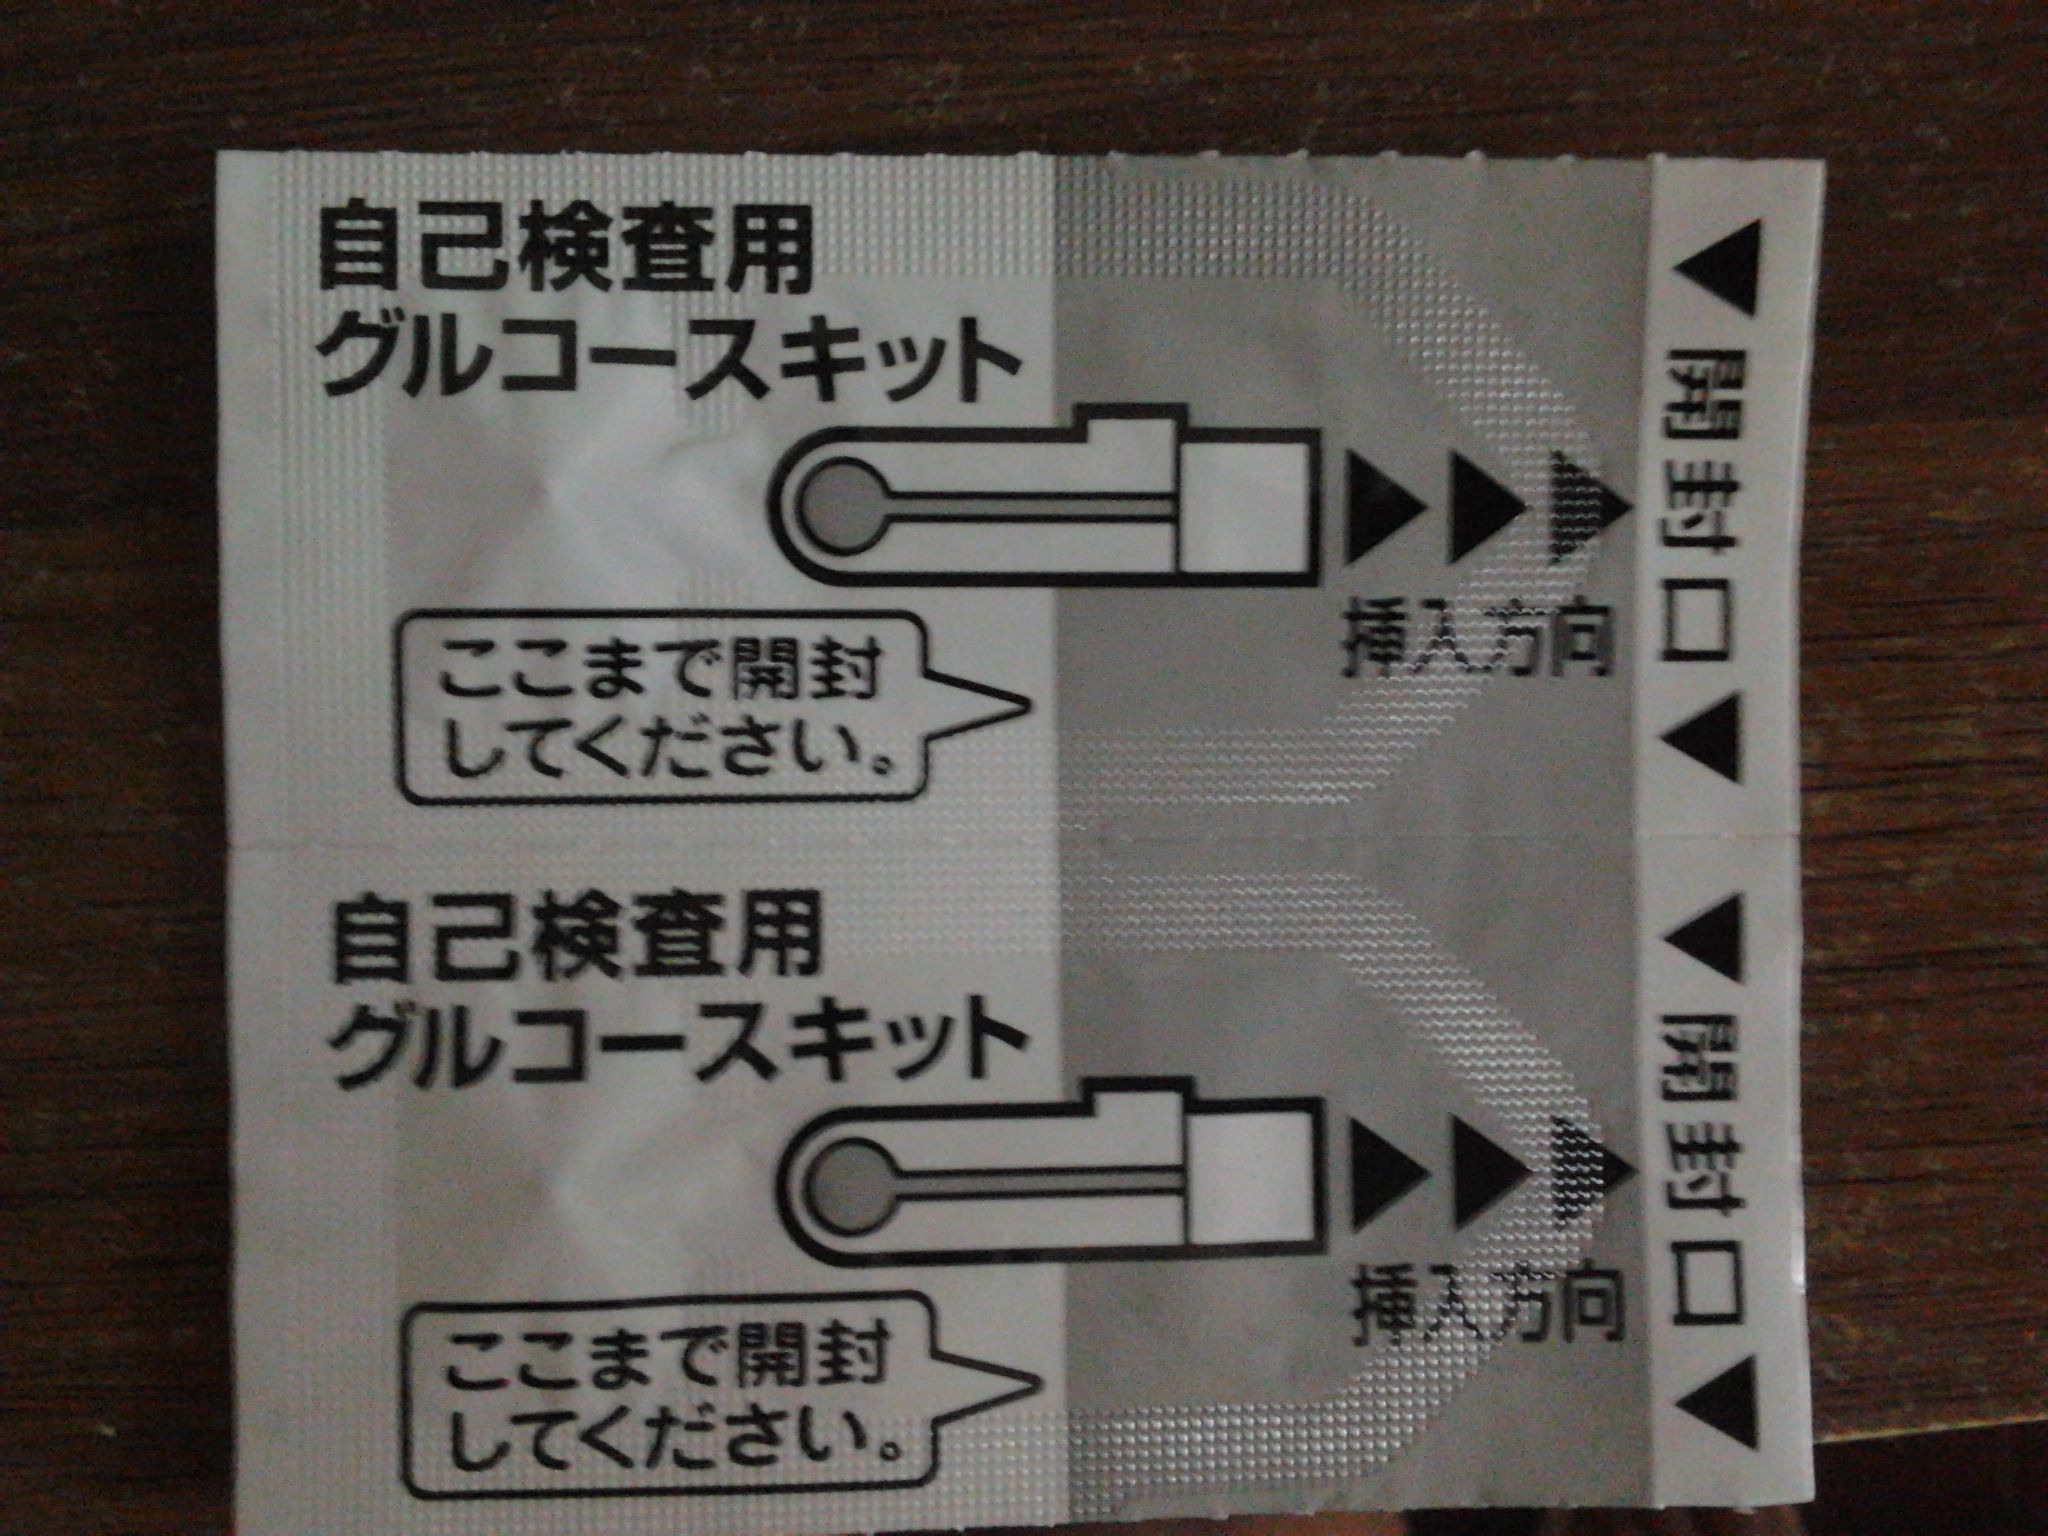 自己検査用
グルコースキット
挿入方向
ここまで開封
してください。
開封口
自己検査用
グルコースキット
挿入方向
ここまで開封
してください。
開封口